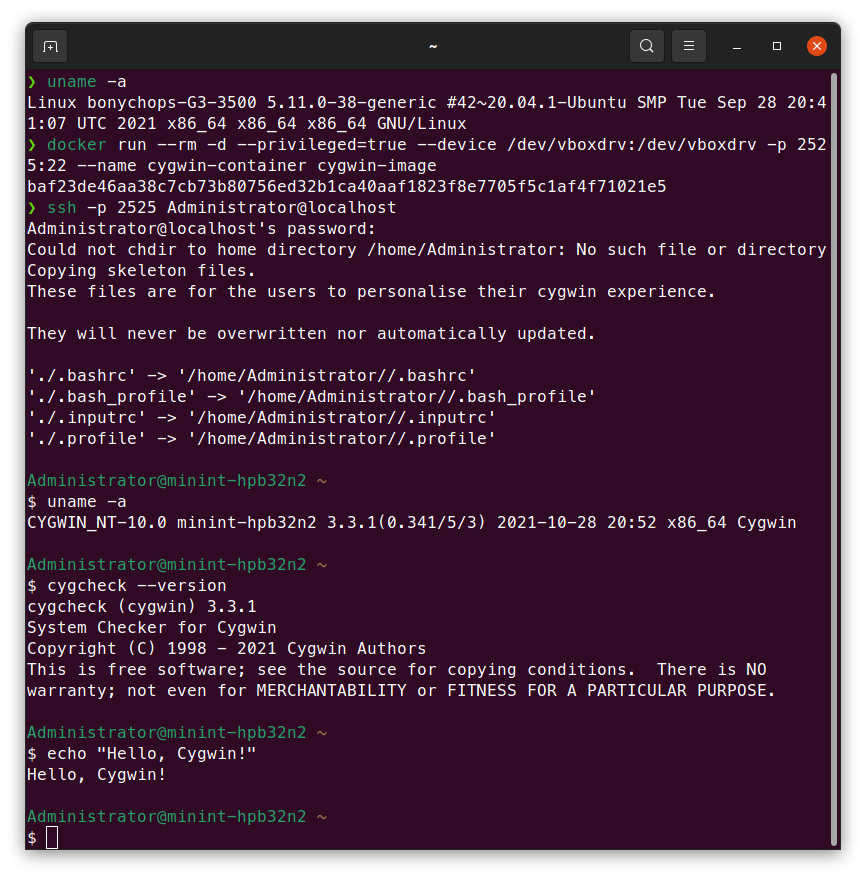 ~
❯ uname -a
Linux bonychops-G3-3500 5.11.0-38-generic #42~20.04.1-Ubuntu SMP Tue Sep 28 20:4
1:07 UTC 2021 x86_64 x86_64 x86_64 GNU/Linux
❯ docker run --rm -d --privileged=true --device /dev/vboxdrv:/dev/vboxdrv -p 252
5:22 --name cygwin-container cygwin-image
baf23de46aa38c7cb73b80756ed32b1ca40aaf1823f8e7705f5c1af4f71021e5
❯ ssh -p 2525 Administrator@localhost
Administrator@localhost's password:
Could not chdir to home directory /home/Administrator: No such file or directory
Copying skeleton files.
These files are for the users to personalise their cygwin experience.
They will never be overwritten nor automatically updated.
'./.bashrc' -> '/home/Administrator//.bashrc'
'./.bash_profile' -> '/home/Administrator//.bash_profile'
'./.inputrc' -> '/home/Administrator//.inputrc'
'./.profile' -> '/home/Administrator//.profile'
Administrator@minint-hpb32n2 ~
$ uname -a
CYGWIN_NT-10.0 minint-hpb32n2 3.3.1(0.341/5/3) 2021-10-28 20:52 x86_64 Cygwin
Administrator@minint-hpb32n2 ~
$ cygcheck --version
cygcheck (cygwin) 3.3.1
System Checker for Cygwin
Copyright (C) 1998 - 2021 Cygwin Authors
This is free software; see the source for copying conditions.  There is NO
warranty; not even for MERCHANTABILITY or FITNESS FOR A PARTICULAR PURPOSE.
Administrator@minint-hpb32n2 ~
$ echo "Hello, Cygwin!"
Hello, Cygwin!
Administrator@minint-hpb32n2 ~
$